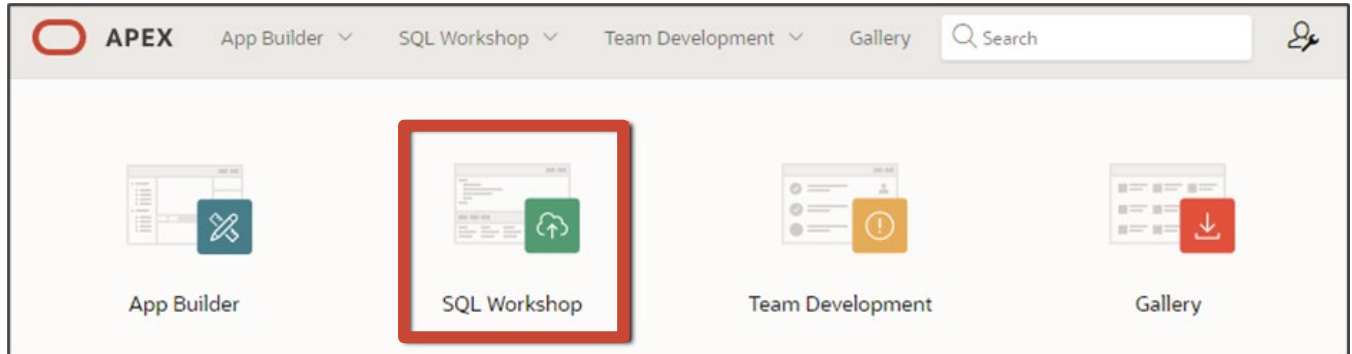 APEX App Builder SQL Workshop Team Development Gallery Search
App Builder SQL Workshop Team Development Gallery